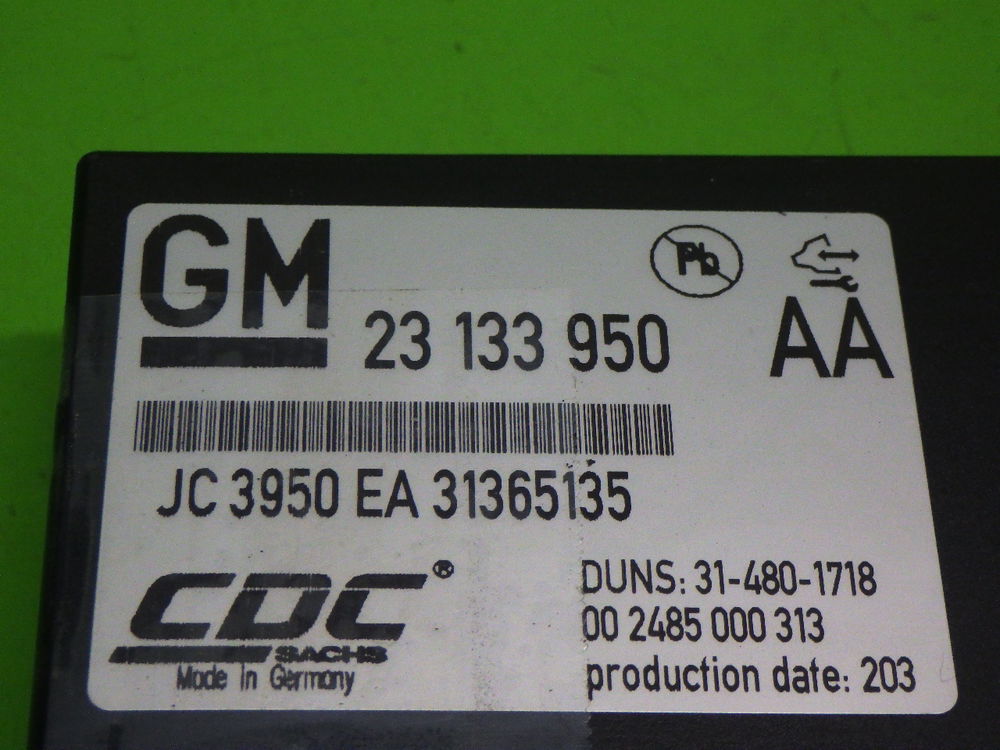 GM
Pb
23 133 950
AA
JC 3950 EA 31365135
CDC®
SACHS
Made in Germany
DUNS: 31-480-1718
00 2485 000 313
production date: 203